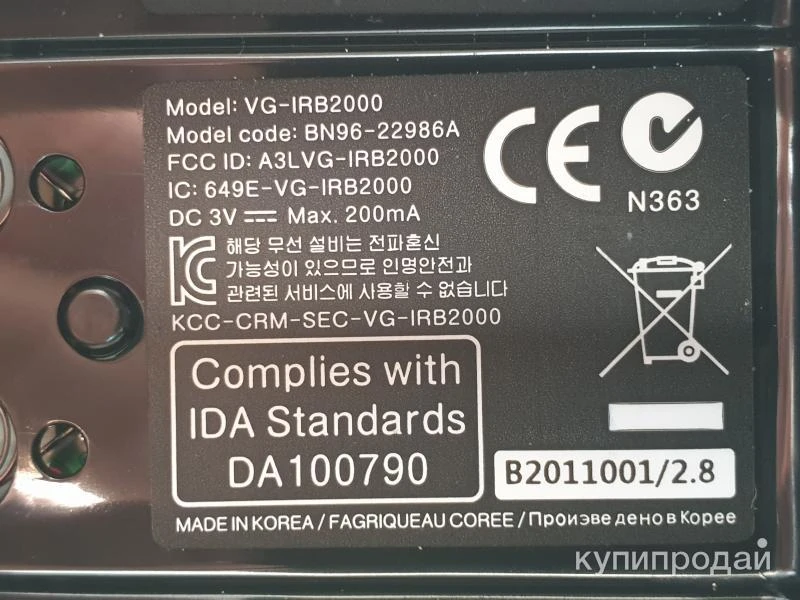 Model: VG-IRB2000
Model code: BN96-22986A
FCC ID: A3LVG-IRB2000
IC: 649E-VG-IRB2000
DC 3V ⎓ Max. 200mA
해당 무선 설비는 전파혼신
가능성이 있으므로 인명안전과
관련된 서비스에 사용할 수 없습니다
KCC-CRM-SEC-VG-IRB2000
CE
N363
Complies with
IDA Standards
DA100790
B2011001/2.8
MADE IN KOREA / FAGRIQUEAU COREE / Произве дено в Корее
купипродай